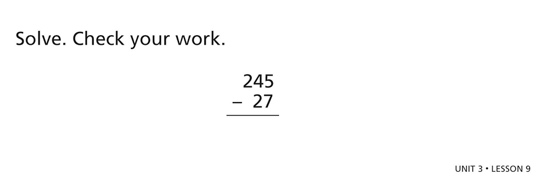 Solve. Check your work.
245
− 27
UNIT 3 • LESSON 9